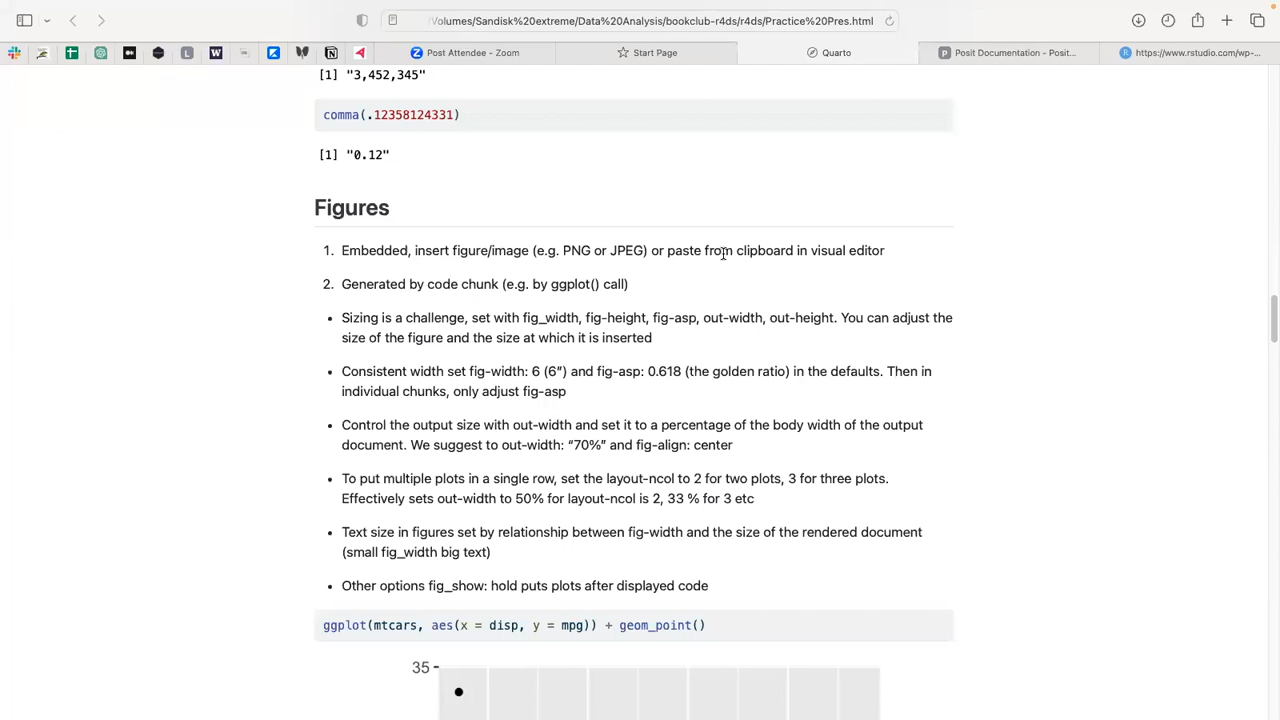 /Volumes/Sandisk%20extreme/Data%20Analysis/bookclub-r4ds/r4ds/Practice%20Pres.html
Post Attendee - Zoom
Start Page
Quarto
Posit Documentation - Posit...
https://www.rstudio.com/wp-...
[1] "3,452,345"
comma(.12358124331)
[1] "0.12"
Figures
1. Embedded, insert figure/image (e.g. PNG or JPEG) or paste from clipboard in visual editor
2. Generated by code chunk (e.g. by ggplot() call)
• Sizing is a challenge, set with fig_width, fig-height, fig-asp, out-width, out-height. You can adjust the
size of the figure and the size at which it is inserted
• Consistent width set fig-width: 6 (6”) and fig-asp: 0.618 (the golden ratio) in the defaults. Then in
individual chunks, only adjust fig-asp
• Control the output size with out-width and set it to a percentage of the body width of the output
document. We suggest to out-width: “70%” and fig-align: center
• To put multiple plots in a single row, set the layout-ncol to 2 for two plots, 3 for three plots.
Effectively sets out-width to 50% for layout-ncol is 2, 33 % for 3 etc
• Text size in figures set by relationship between fig-width and the size of the rendered document
(small fig_width big text)
• Other options fig_show: hold puts plots after displayed code
ggplot(mtcars, aes(x = disp, y = mpg)) + geom_point()
35